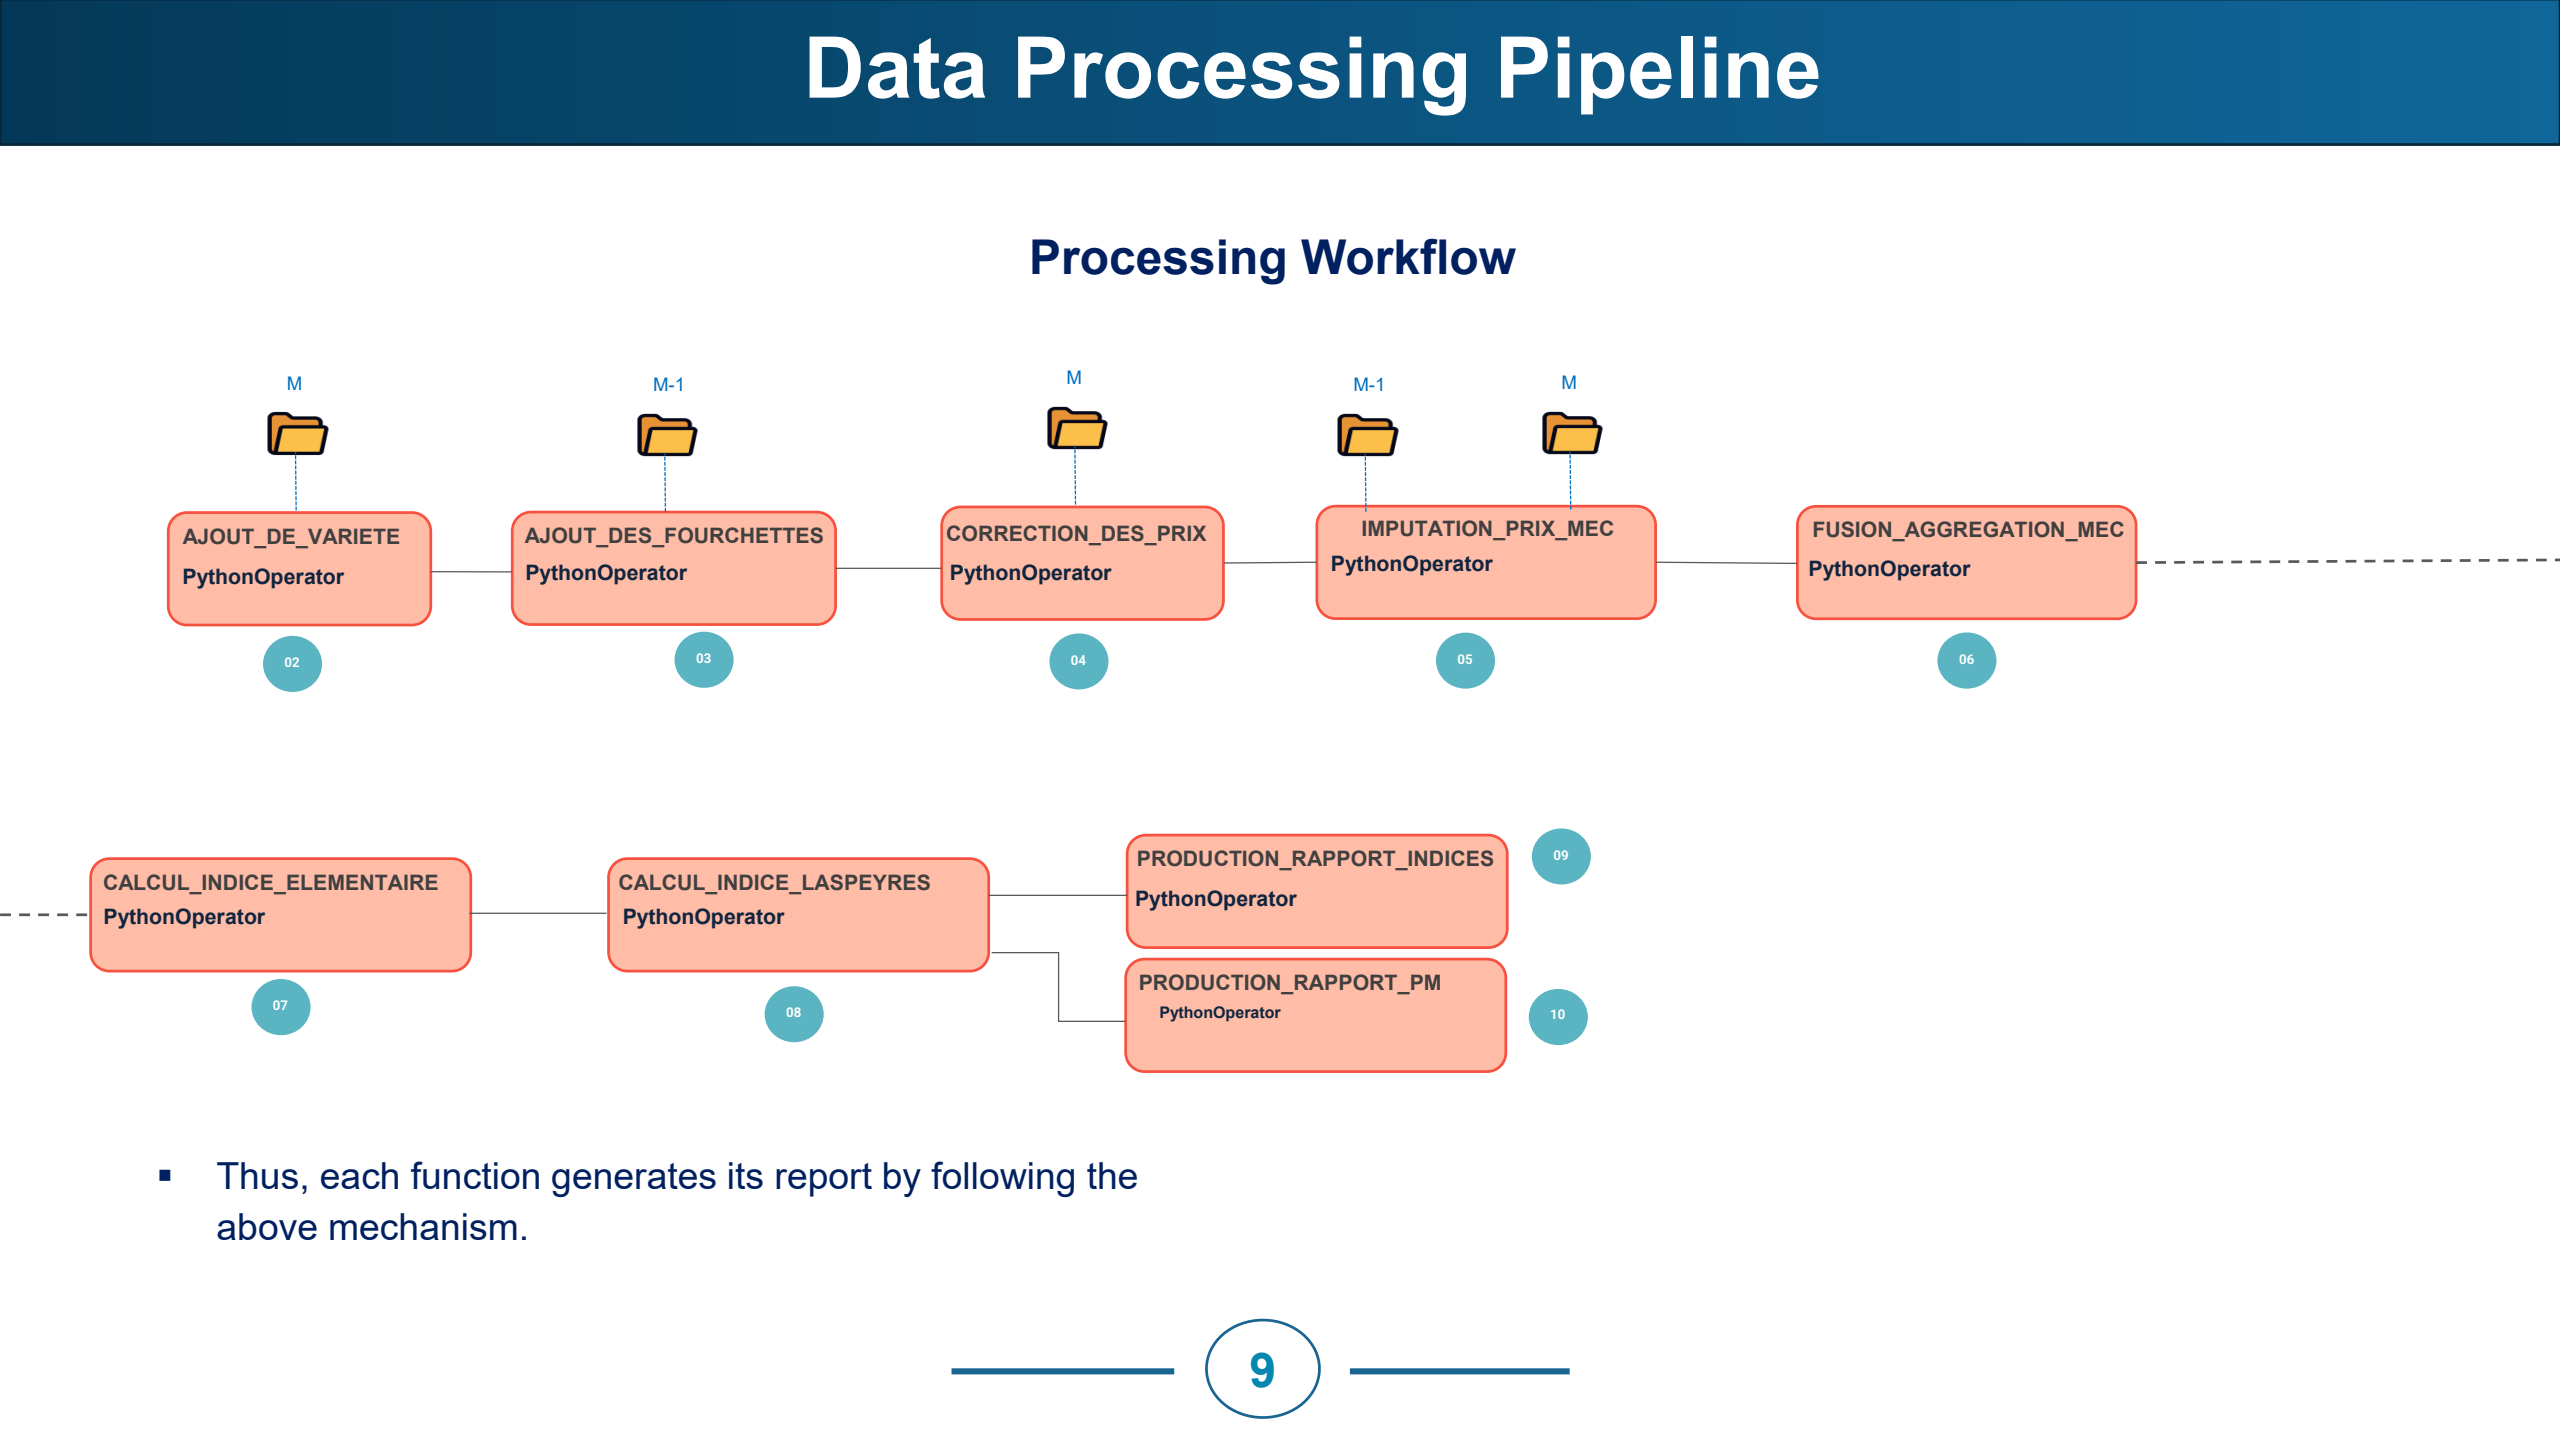 Data Processing Pipeline
Processing Workflow
M
M-1
M
M-1
M
AJOUT_DE_VARIETE
PythonOperator
02
AJOUT_DES_FOURCHETTES
PythonOperator
03
CORRECTION_DES_PRIX
PythonOperator
04
IMPUTATION_PRIX_MEC
PythonOperator
05
FUSION_AGGREGATION_MEC
PythonOperator
06
CALCUL_INDICE_ELEMENTAIRE
PythonOperator
07
CALCUL_INDICE_LASPEYRES
PythonOperator
08
PRODUCTION_RAPPORT_INDICES
PythonOperator
09
PRODUCTION_RAPPORT_PM
PythonOperator
10
▪ Thus, each function generates its report by following the
above mechanism.
9